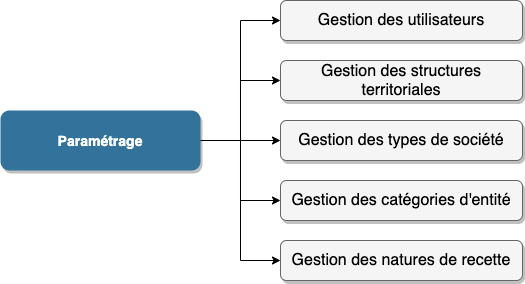 Gestion des utilisateurs
Gestion des structures
territoriales
Paramétrage
Gestion des types de société
Gestion des catégories d'entité
Gestion des natures de recette